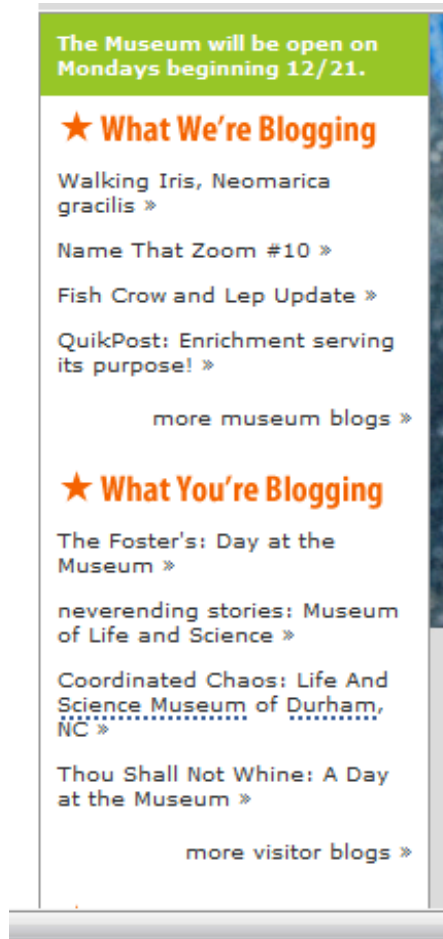 The Museum will be open on
Mondays beginning 12/21.
★ What We're Blogging
Walking Iris, Neomarica
gracilis »
Name That Zoom #10 »
Fish Crow and Lep Update »
QuikPost: Enrichment serving
its purpose! »
more museum blogs »
★ What You're Blogging
The Foster's: Day at the
Museum »
neverending stories: Museum
of Life and Science »
Coordinated Chaos: Life And
Science Museum of Durham,
NC »
Thou Shall Not Whine: A Day
at the Museum »
more visitor blogs »